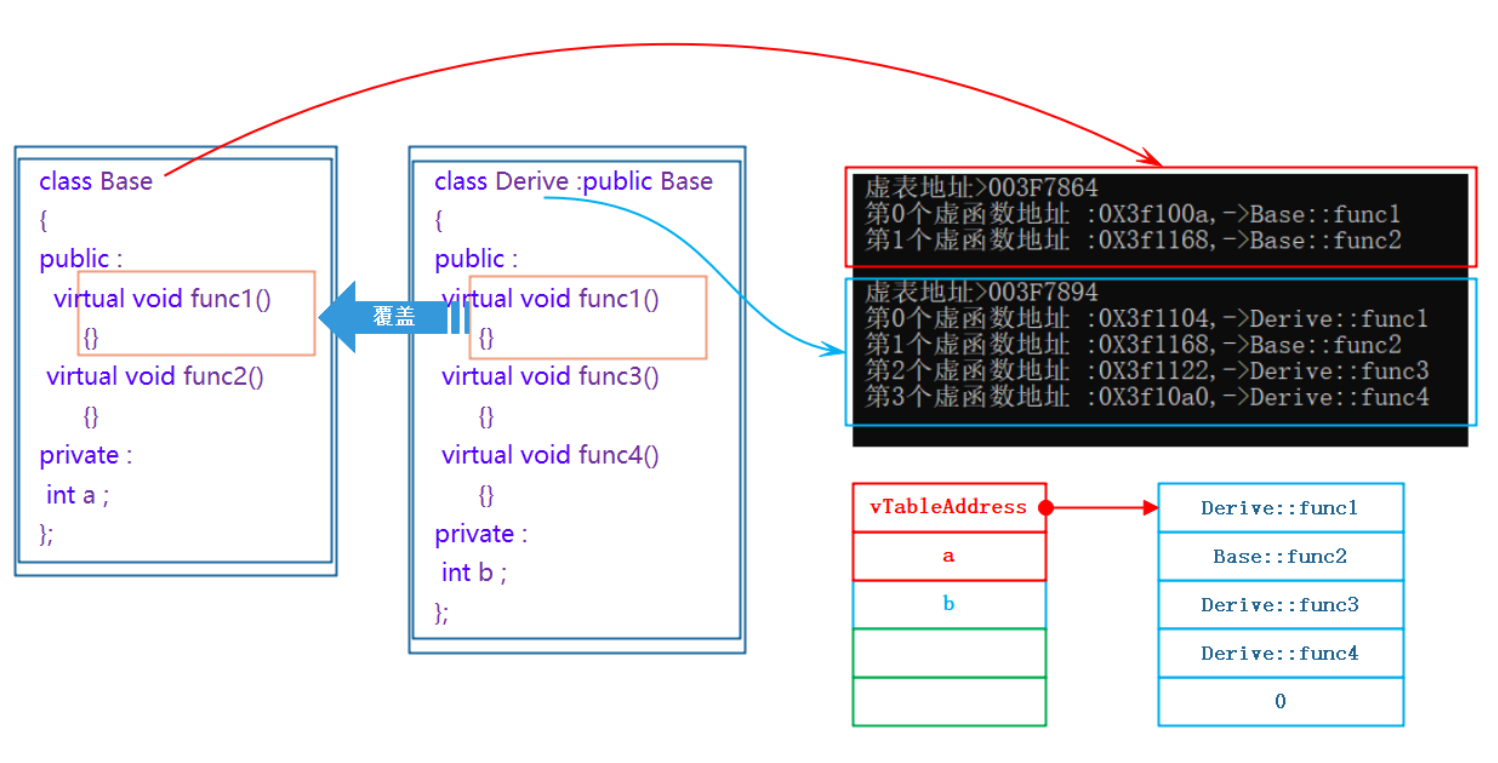 class Base
{
public :
virtual void func1()
{}
virtual void func2()
{}
private :
int a ;
};
覆盖
class Derive :public Base
{
public :
virtual void func1()
{}
virtual void func3()
{}
virtual void func4()
{}
private :
int b ;
};
虚表地址>003F7864
第0个虚函数地址 :0X3f100a,->Base::func1
第1个虚函数地址 :0X3f1168,->Base::func2
虚表地址>003F7894
第0个虚函数地址 :0X3f1104,->Derive::func1
第1个虚函数地址 :0X3f1168,->Base::func2
第2个虚函数地址 :0X3f1122,->Derive::func3
第3个虚函数地址 :0X3f10a0,->Derive::func4
vTableAddress
a
b
Derive::func1
Base::func2
Derive::func3
Derive::func4
0